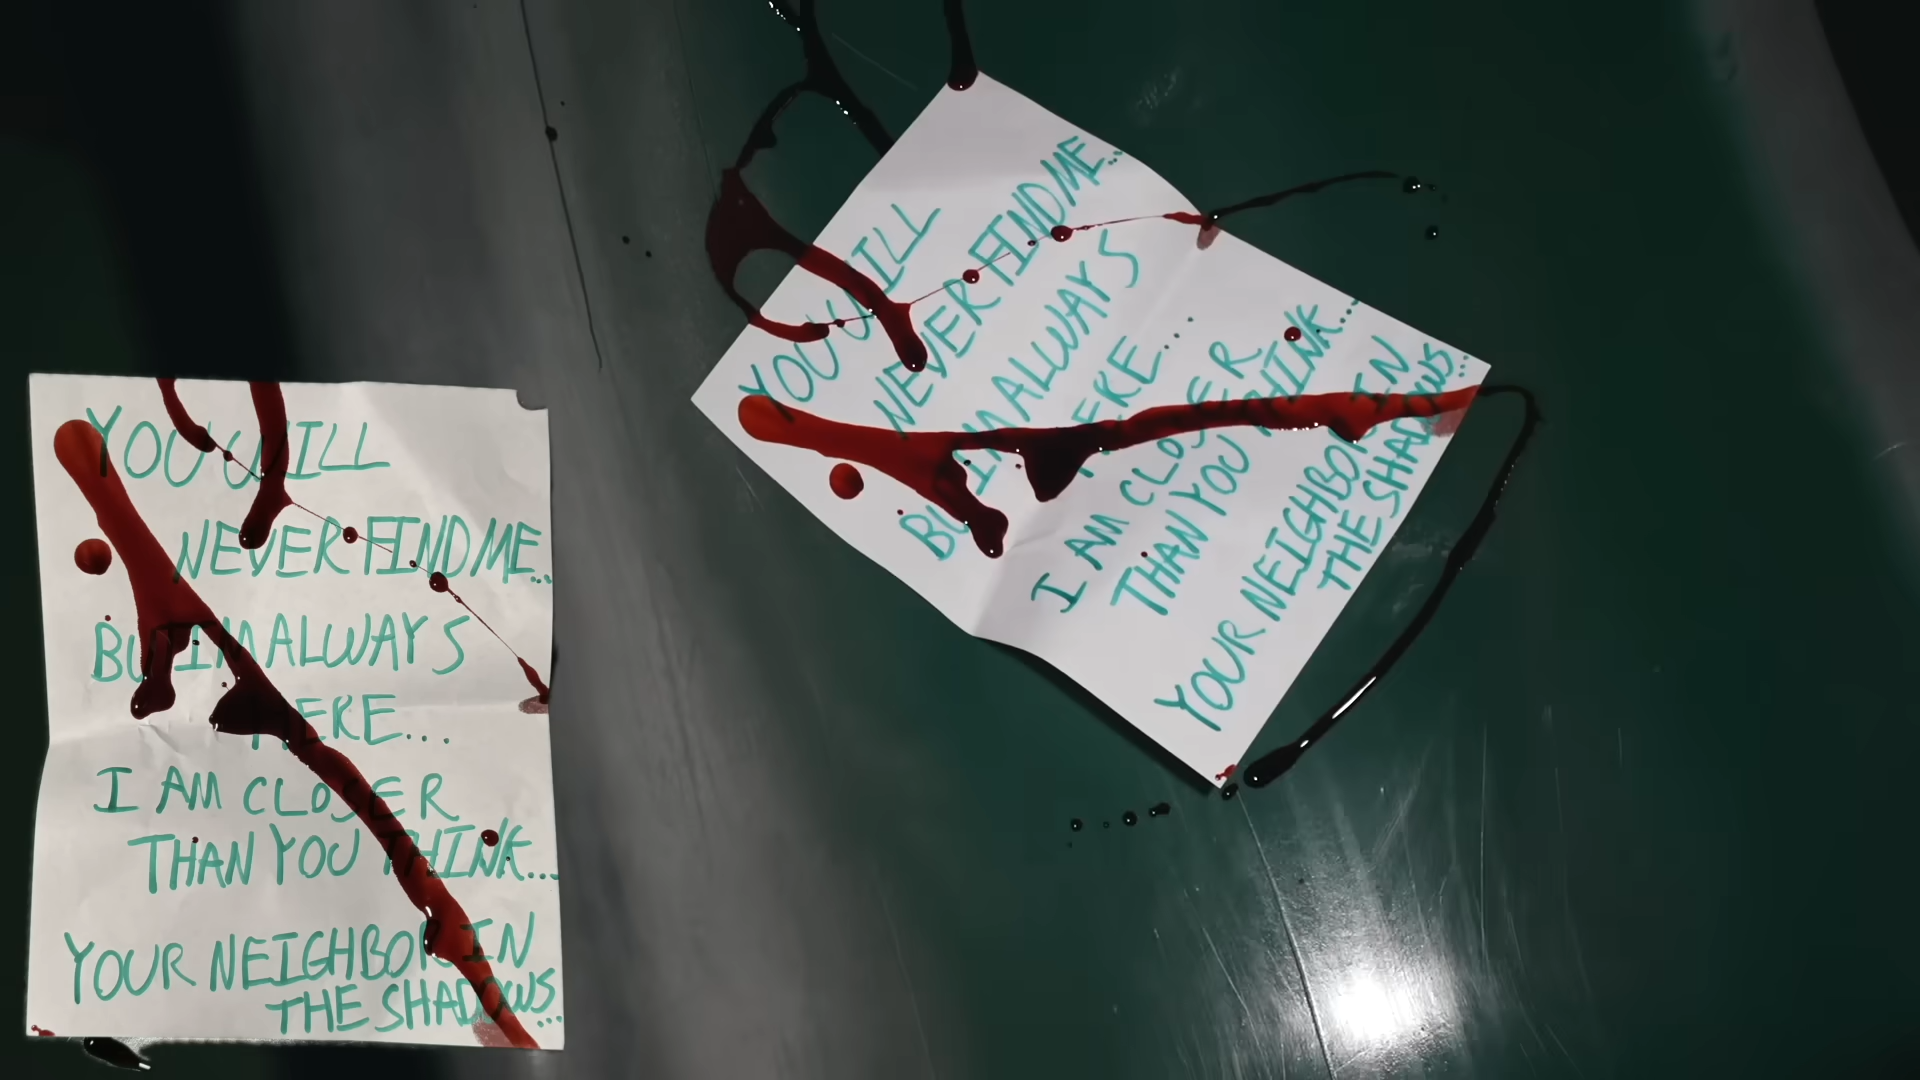 YOU WILL
NEVER FIND ME...
BUT IM ALWAYS
HERE...
I AM CLOSER
THAN YOU THINK...
YOUR NEIGHBOR IN
THE SHADOWS...
YOU WILL
NEVER FIND ME...
BUT IM ALWAYS
HERE....
I AM CLOSER
THAN YOU THINK....
YOUR NEIGHBOR IN
THE SHADOWS...